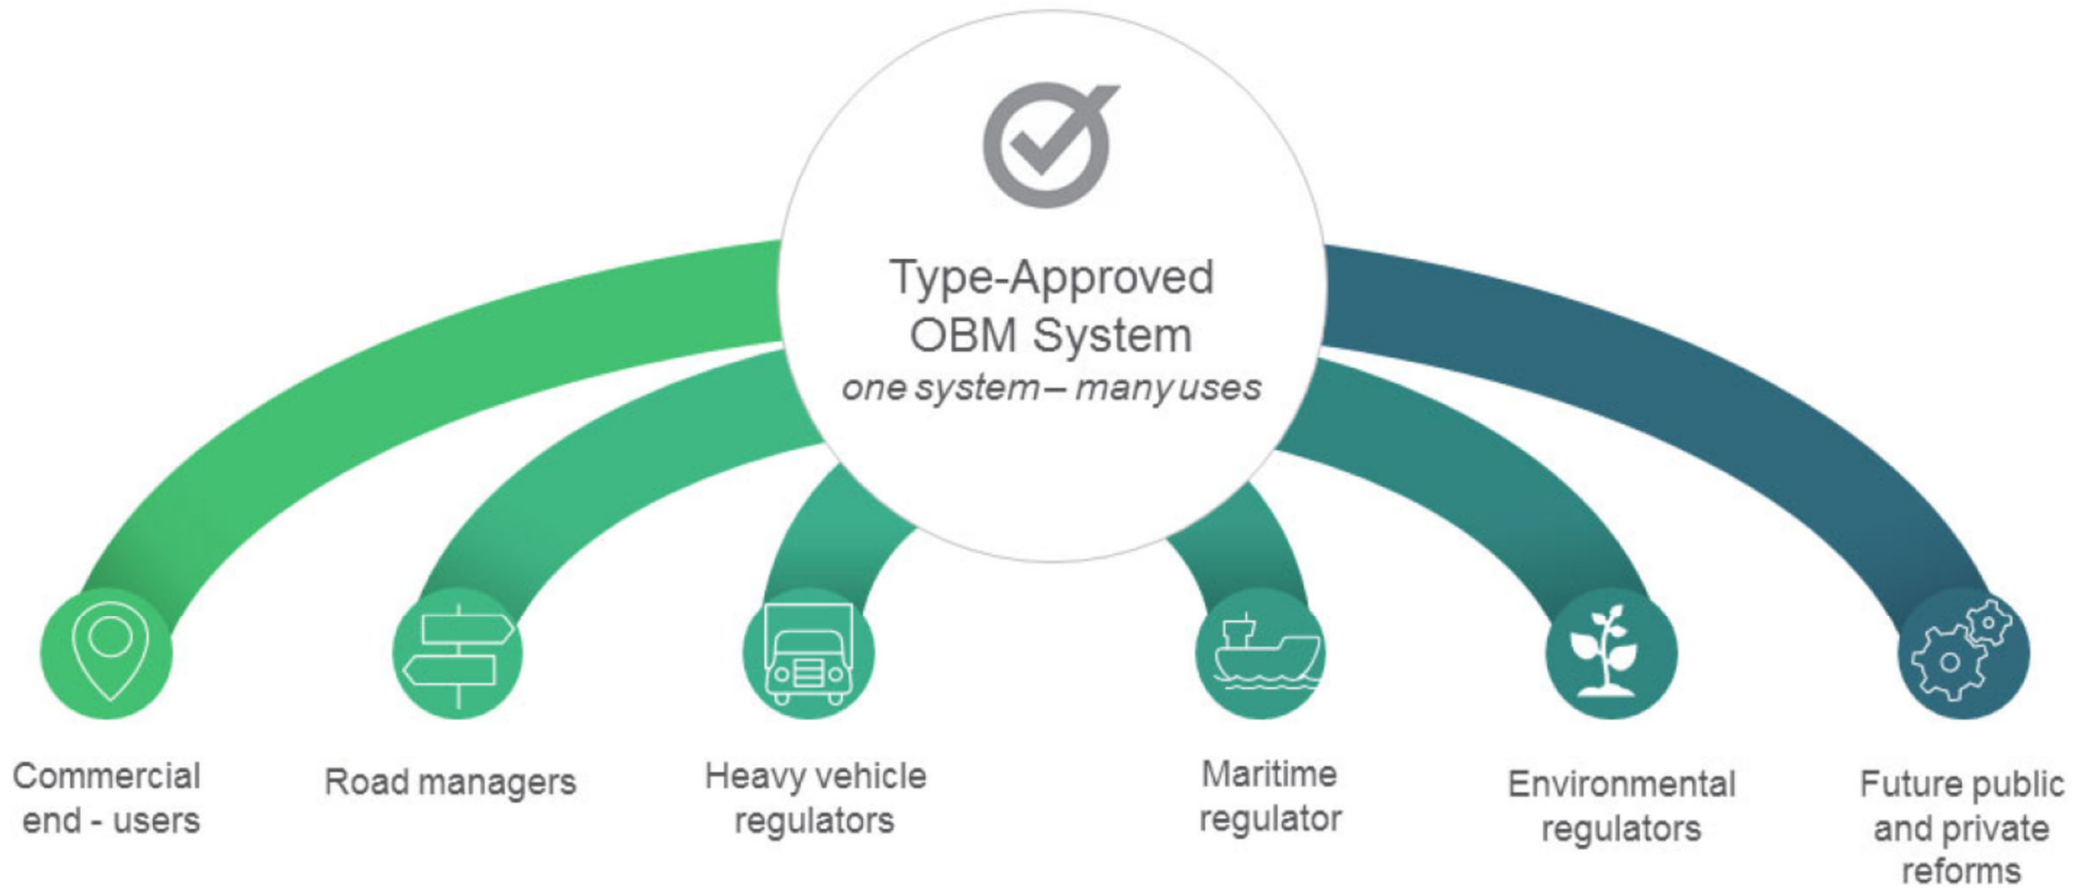 Type-Approved
OBM System
one system – many uses
Commercial
end - users
Road managers
Heavy vehicle
regulators
Maritime
regulator
Environmental
regulators
Future public
and private
reforms